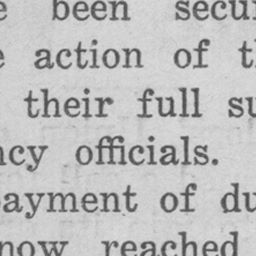 been secu
action of t
their full su
ncy officials.
payment of du
now reached